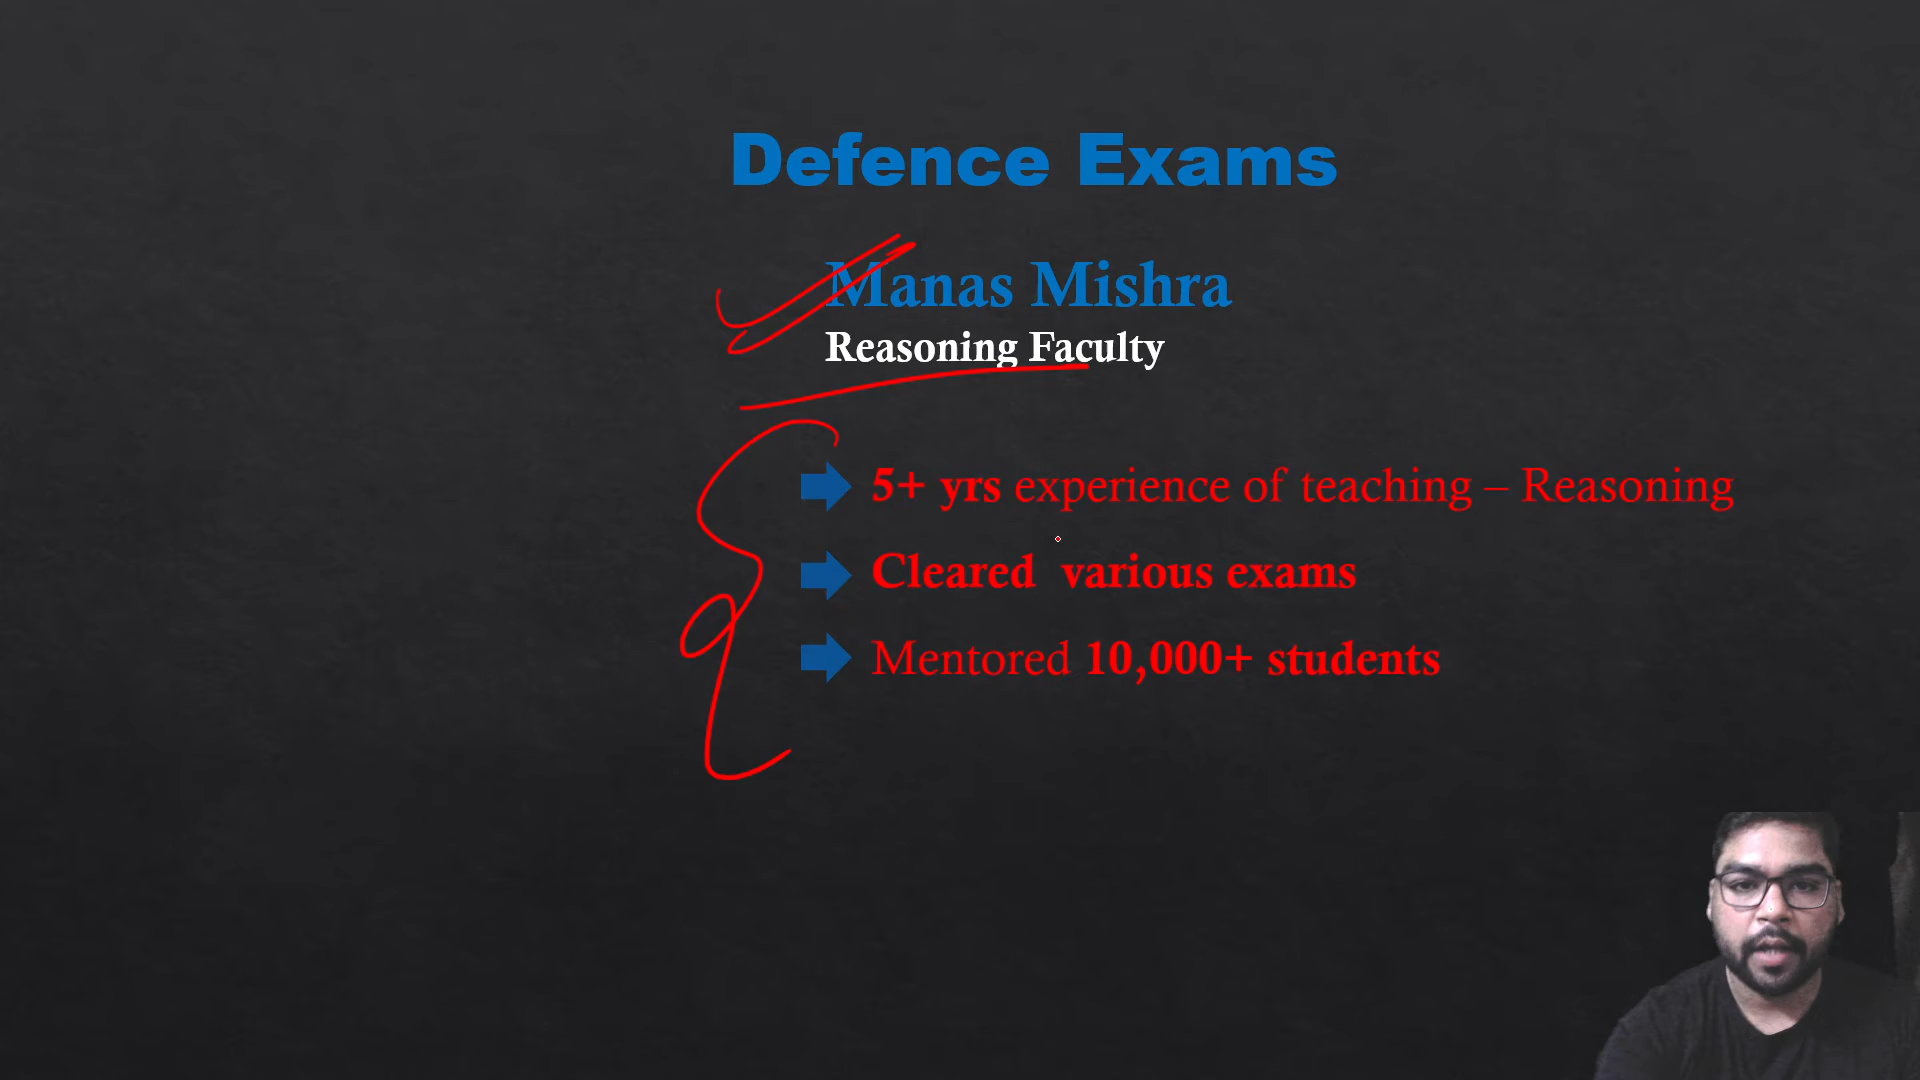 Defence Exams
Manas Mishra
Reasoning Faculty
5+ yrs experience of teaching – Reasoning
Cleared various exams
Mentored 10,000+ students